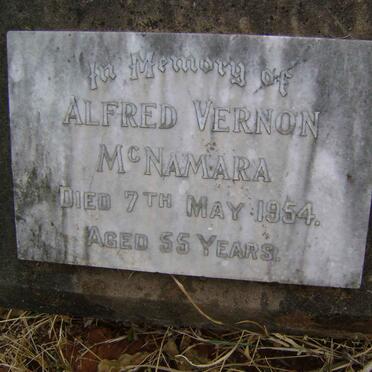 In Memory of
ALFRED VERNON
McNAMARA
DIED 7TH MAY 1954.
AGED 55 YEARS.